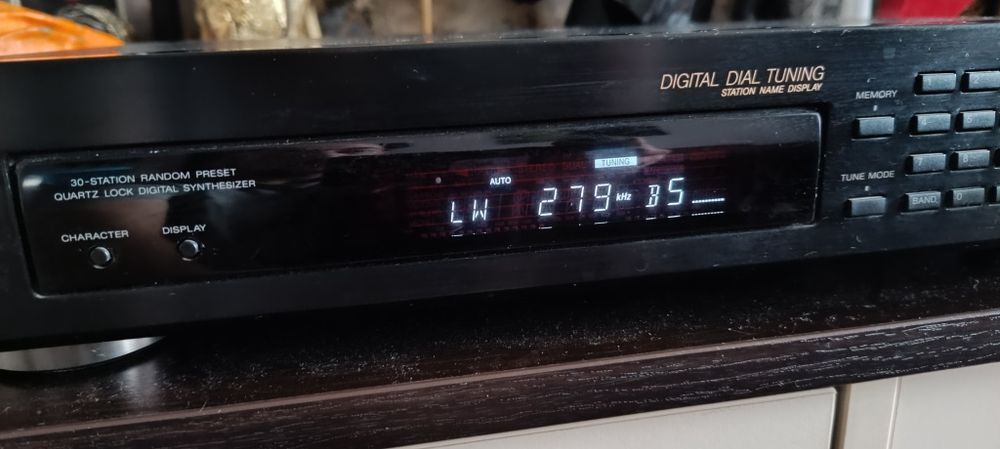 DIGITAL DIAL TUNING
STATION NAME DISPLAY
MEMORY
30-STATION RANDOM PRESET
QUARTZ LOCK DIGITAL SYNTHESIZER
TUNING
AUTO
LW 279 kHz B5
TUNE MODE
CHARACTER
DISPLAY
BAND
0